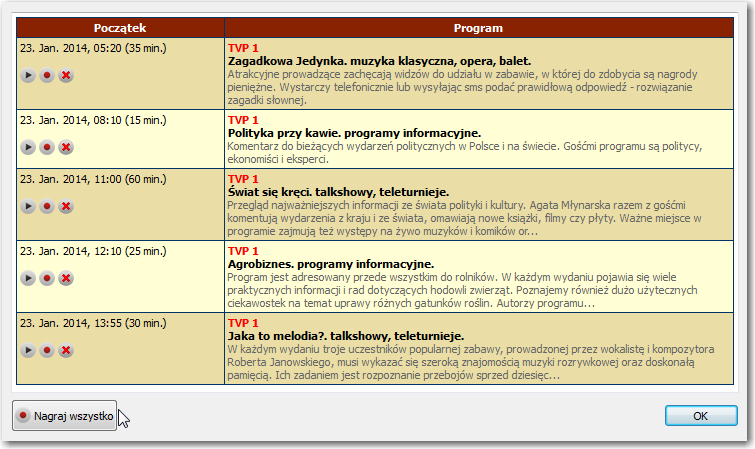 Początek Program
23. Jan. 2014, 05:20 (35 min.) TVP 1
Zagadkowa Jedynka. muzyka klasyczna, opera, balet.
Atrakcyjne prowadzące zachęcają widzów do udziału w zabawie, w której do zdobycia są nagrody
pieniężne. Wystarczy telefonicznie lub wysyłając sms podać prawidłową odpowiedź - rozwiązanie
zagadki słownej.
23. Jan. 2014, 08:10 (15 min.) TVP 1
Polityka przy kawie. programy informacyjne.
Komentarz do bieżących wydarzeń politycznych w Polsce i na świecie. Gośćmi programu są politycy,
ekonomiści i eksperci.
23. Jan. 2014, 11:00 (60 min.) TVP 1
Świat się kręci. talkshowy, teleturnieje.
Przegląd najważniejszych informacji ze świata polityki i kultury. Agata Młynarska razem z gośćmi
komentują wydarzenia z kraju i ze świata, omawiają nowe książki, filmy czy płyty. Ważne miejsce w
programie zajmują też występy na żywo muzyków i komików or...
23. Jan. 2014, 12:10 (25 min.) TVP 1
Agrobiznes. programy informacyjne.
Program jest adresowany przede wszystkim do rolników. W każdym wydaniu pojawia się wiele
praktycznych informacji i rad dotyczących hodowli zwierząt. Poznajemy również dużo użytecznych
ciekawostek na temat uprawy różnych gatunków roślin. Autorzy programu...
23. Jan. 2014, 13:55 (30 min.) TVP 1
Jaka to melodia?. talkshowy, teleturnieje.
W każdym wydaniu troje uczestników popularnej zabawy, prowadzonej przez wokalistę i kompozytora
Roberta Janowskiego, musi wykazać się szeroką znajomością muzyki rozrywkowej oraz doskonałą
pamięcią. Ich zadaniem jest rozpoznanie przebojów sprzed dziesięc...
Nagraj wszystko OK